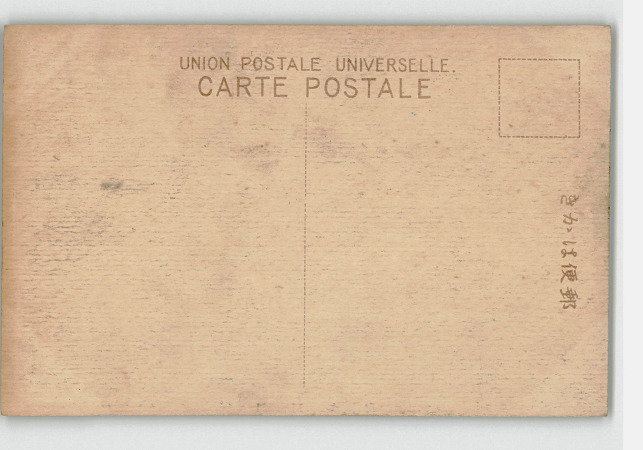 UNION POSTALE UNIVERSELLE.
CARTE POSTALE
きかは便郵